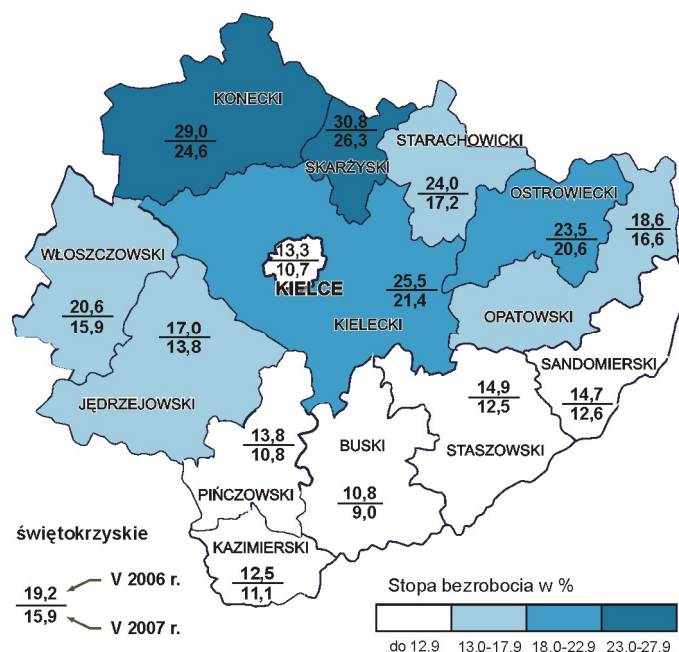 KONECKI
29,0
24,6
30,8
26,3
SKARŻYSKI
STARACHOWICKI
24,0
17,2
OSTROWIECKI
23,5
20,6
18,6
16,6
WŁOSZCZOWSKI
20,6
15,9
13,3
10,7
KIELCE
25,5
21,4
KIELECKI
OPATOWSKI
17,0
13,8
JĘDRZEJOWSKI
SANDOMIERSKI
14,7
12,6
14,9
12,5
STASZOWSKI
13,8
10,8
PIŃCZOWSKI
BUSKI
10,8
9,0
KAZIMIERSKI
12,5
11,1
świętokrzyskie
19,2
V 2006 r.
15,9
V 2007 r.
Stopa bezrobocia w %
do 12.9 13.0-17.9 18.0-22.9 23.0-27.9